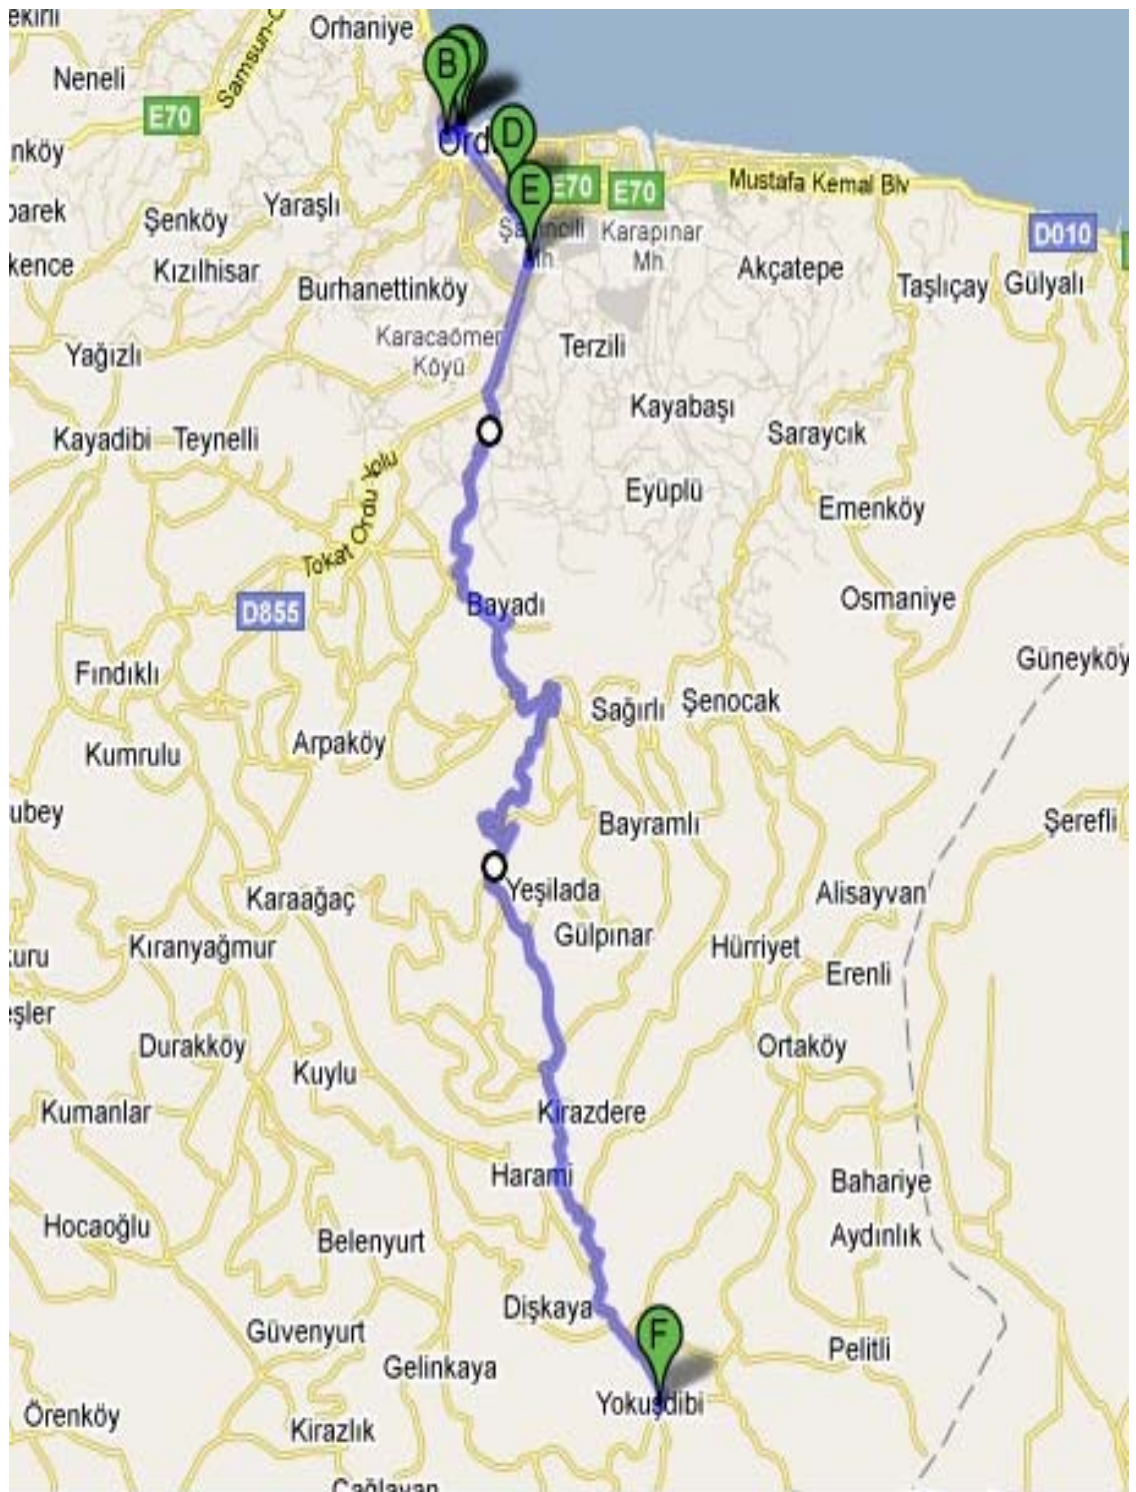 Orhaniye
Neneli
Samsun-
E70
B
D
E
E70
E70
Mustafa Kemal Blv
Yaraşlı
Şenköy
Kızılhisar
Burhanettinköy
Karapınar
Mh.
Mh.
Akçatepe
D010
Taşlıçay
Gülyalı
Karacaömer
Köyü
Terzili
Yağızlı
Kayabaşı
Kayadibi
Teynelli
Saraycık
Eyüplü
Emenköy
Tokat Ordu Yolu
D855
Bayadı
Osmaniye
Fındıklı
Güneyköy
Sağırlı
Şenocak
Kumrulu
Arpaköy
ubey
Bayramlı
Şerefli
Karaağaç
Yeşilada
Alisayvan
Kıranyağmur
Gülpınar
Hürriyet
Erenli
Durakköy
Kuylu
Ortaköy
Kumanlar
Kirazdere
Harami
Bahariye
Hocaoğlu
Belenyurt
Aydınlık
Dişkaya
Güvenyurt
F
Pelitli
Gelinkaya
Yokuşdibi
Örenköy
Kirazlık
Çağlayan